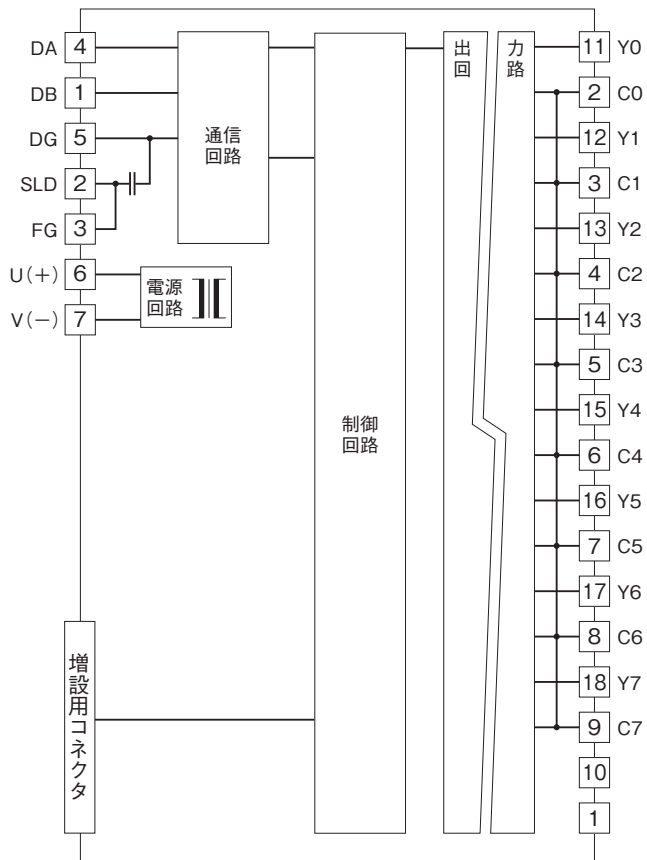 DA 4
DB 1
DG 5
SLD 2
FG 3
U(+) 6
V(−) 7
通信
回路
電源
回路
増設用コネクタ
制御
回路
出力
回路
11 Y0
2 C0
12 Y1
3 C1
13 Y2
4 C2
14 Y3
5 C3
15 Y4
6 C4
16 Y5
7 C5
17 Y6
8 C6
18 Y7
9 C7
10
1